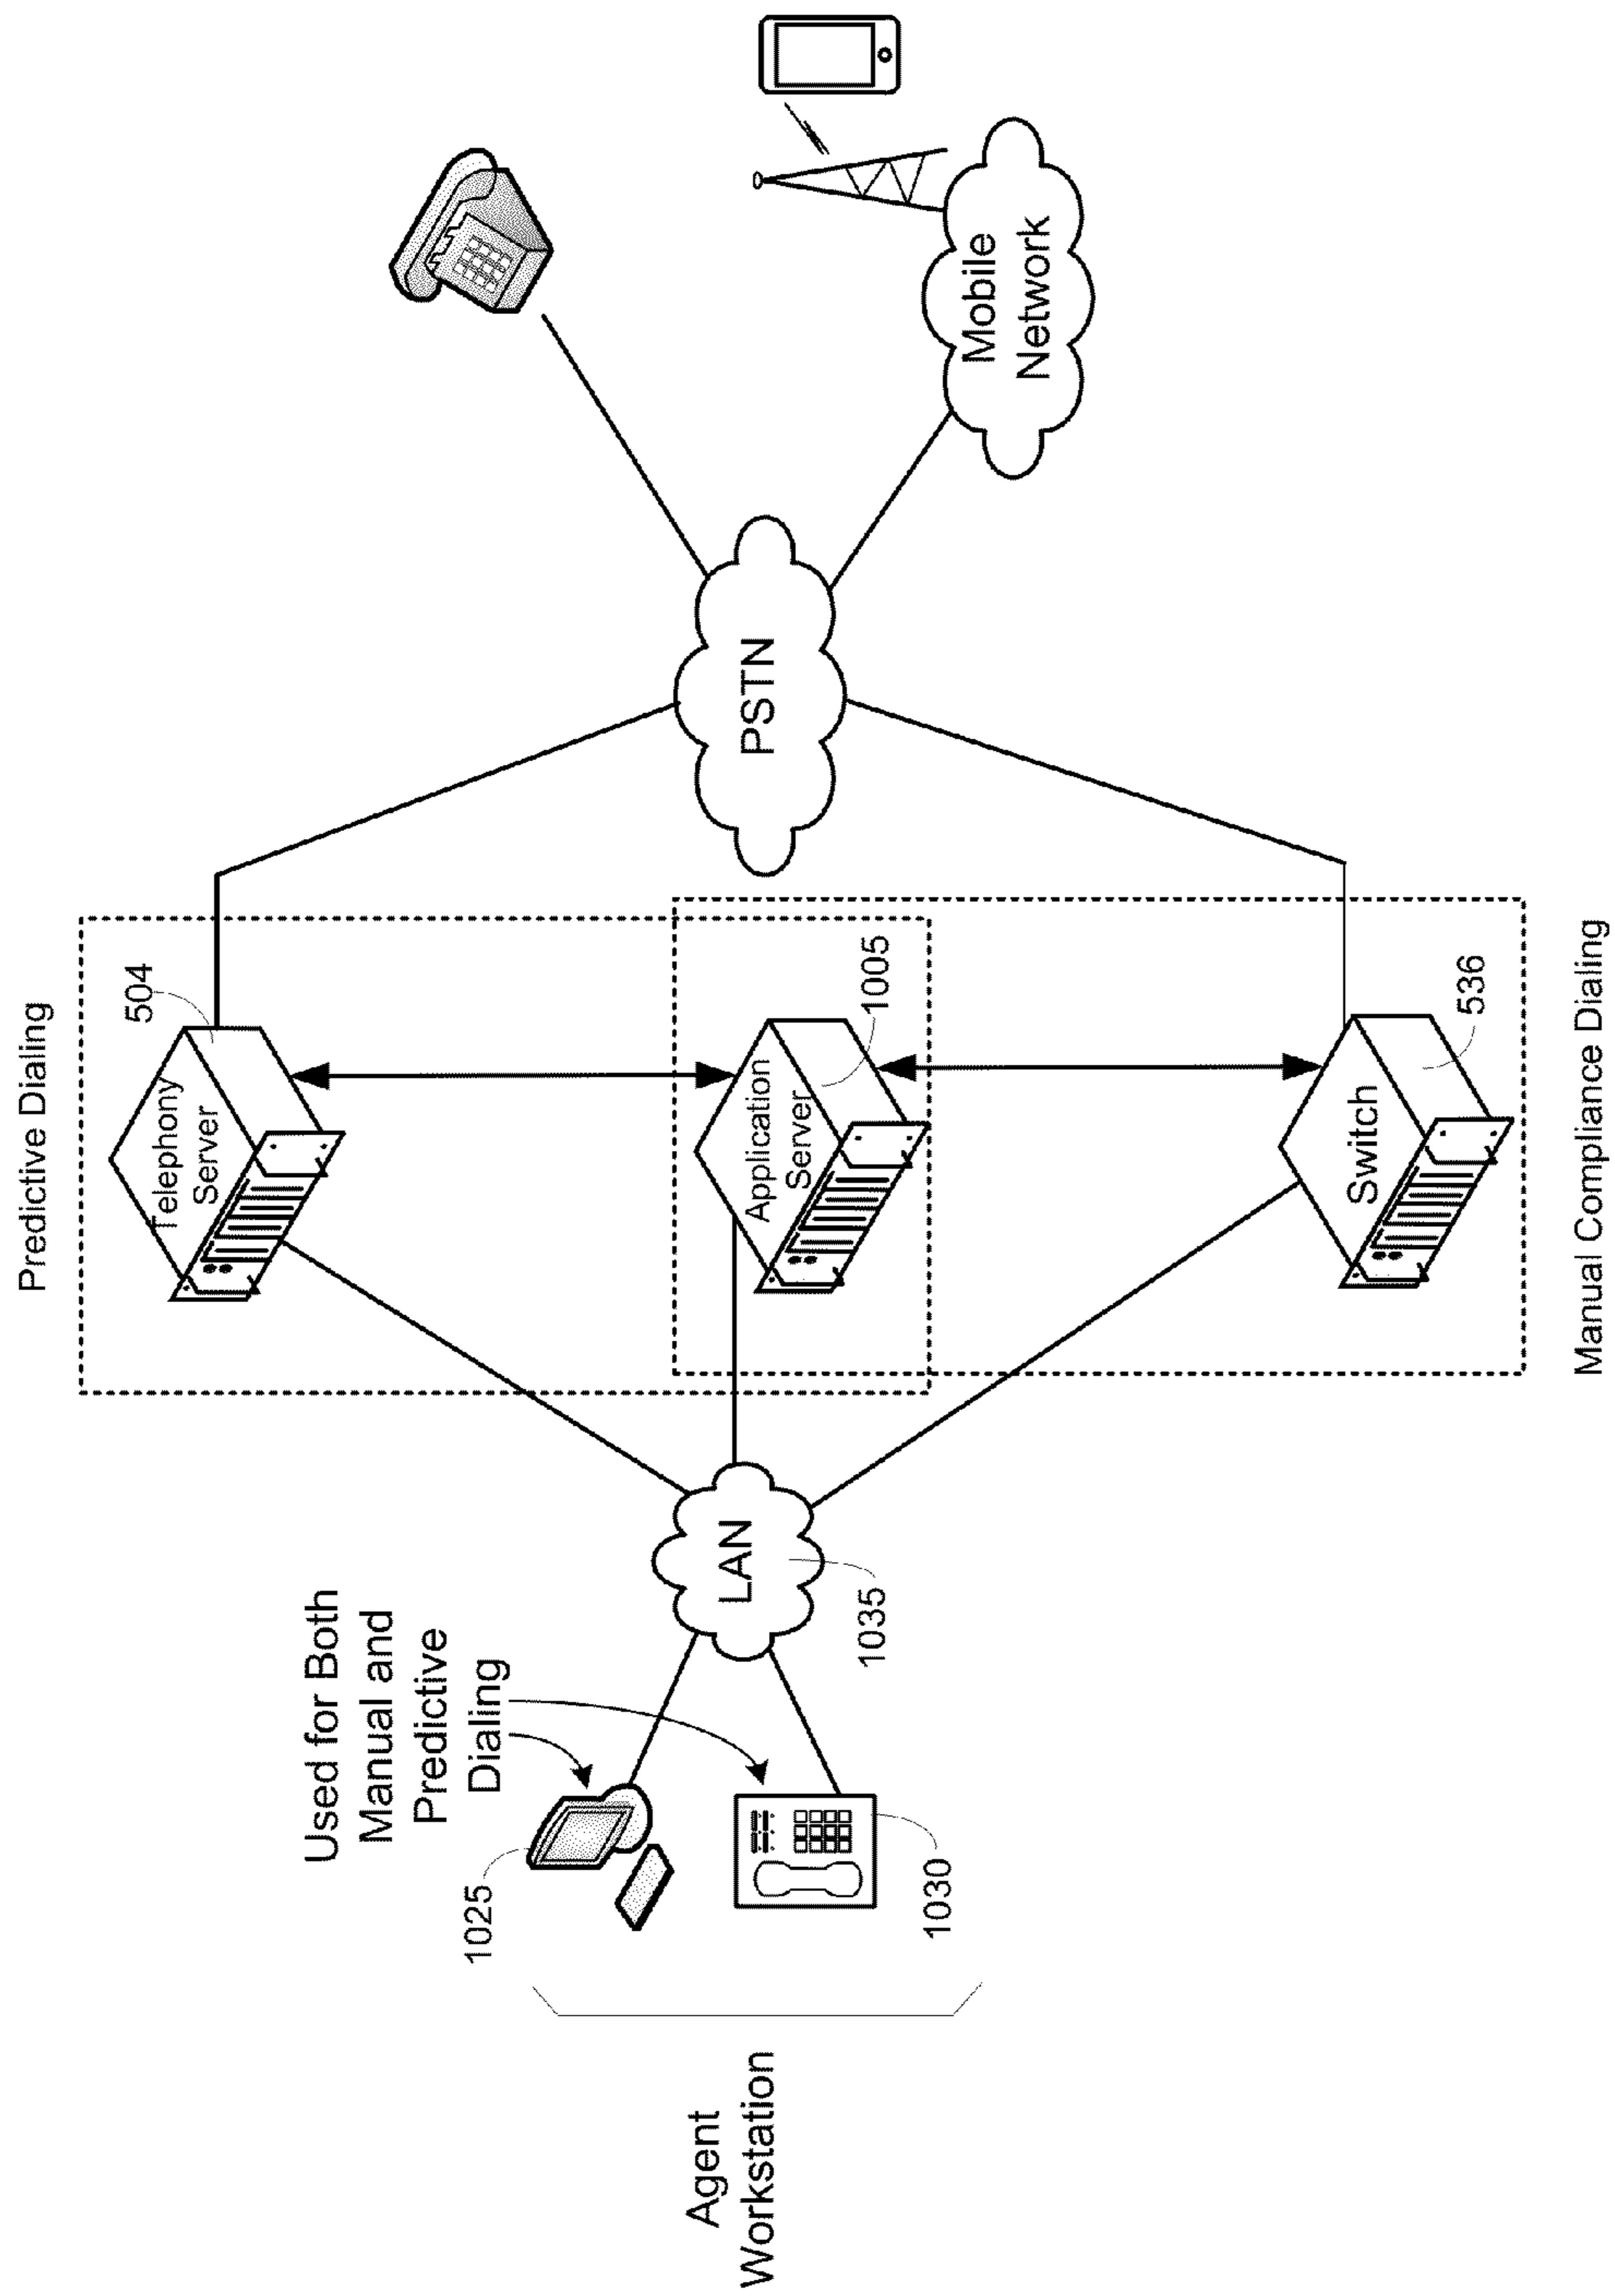 Predictive Dialing
504
Telephony
Server
Used for Both
Manual and
Predictive
Dialing
1025
Agent
Workstation
1030
LAN
1035
Application
Server
1005
PSTN
Mobile
Network
Switch
536
Manual Compliance Dialing